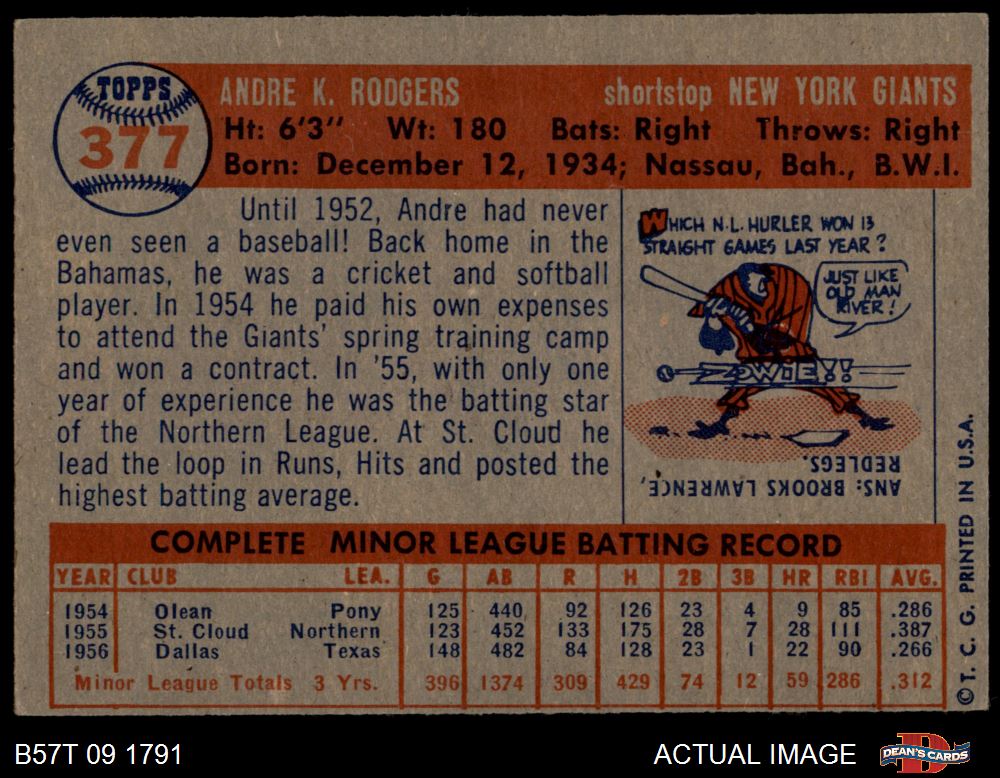 TOPPS
377
ANDRE K. RODGERS shortstop NEW YORK GIANTS
Ht: 6'3" Wt: 180 Bats: Right Throws: Right
Born: December 12, 1934; Nassau, Bah., B.W.I.
Until 1952, Andre had never
even seen a baseball! Back home in the
Bahamas, he was a cricket and softball
player. In 1954 he paid his own expenses
to attend the Giants' spring training camp
and won a contract. In '55, with only one
year of experience he was the batting star
of the Northern League. At St. Cloud he
lead the loop in Runs, Hits and posted the
highest batting average.
WHICH N.L. HURLER WON 13
STRAIGHT GAMES LAST YEAR?
JUST LIKE
OLD MAN
RIVER!
ZOWIE!!
ANS: BROOKS LAWRENCE,
REDLEGS.
COMPLETE MINOR LEAGUE BATTING RECORD
YEAR CLUB LEA. G AB R H 2B 3B HR RBI AVG.
1954 Olean Pony 125 440 92 126 23 4 9 85 .286
1955 St. Cloud Northern 123 452 133 175 28 7 28 111 .387
1956 Dallas Texas 148 482 84 128 23 1 22 90 .266
Minor League Totals 3 Yrs. 396 1374 309 429 74 12 59 286 .312
© T. C. G. PRINTED IN U.S.A.
B57T 09 1791 ACTUAL IMAGE DEAN'S CARDS